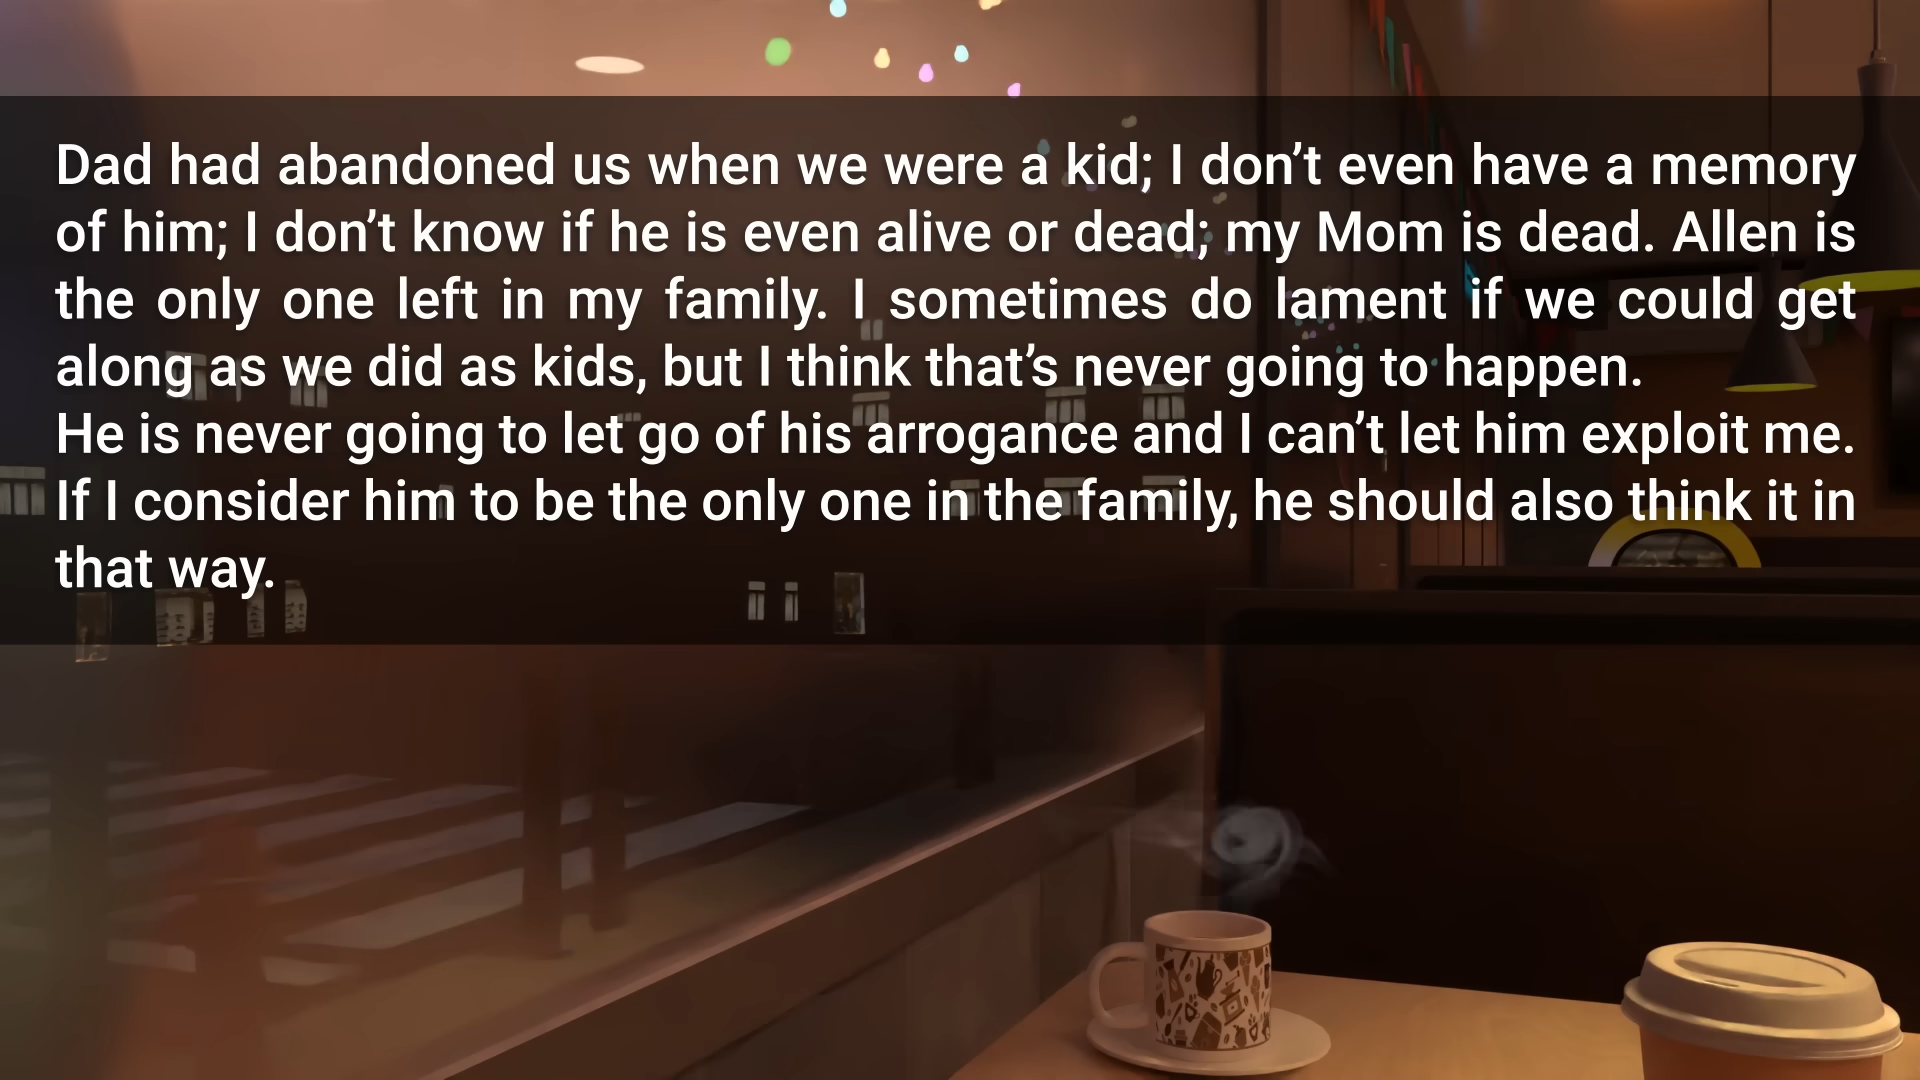 Dad had abandoned us when we were a kid; I don’t even have a memory
of him; I don’t know if he is even alive or dead; my Mom is dead. Allen is
the only one left in my family. I sometimes do lament if we could get
along as we did as kids, but I think that’s never going to happen.
He is never going to let go of his arrogance and I can’t let him exploit me.
If I consider him to be the only one in the family, he should also think it in
that way.